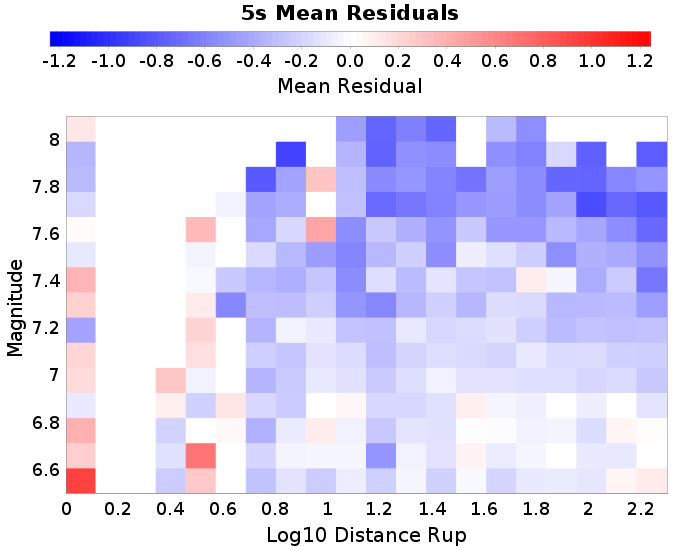 5s Mean Residuals
-1.2 -1.0 -0.8 -0.6 -0.4 -0.2 0.0 0.2 0.4 0.6 0.8 1.0 1.2
Mean Residual
8
7.8
7.6
7.4
7.2
7
6.8
6.6
Magnitude
0 0.2 0.4 0.6 0.8 1 1.2 1.4 1.6 1.8 2 2.2
Log10 Distance Rup